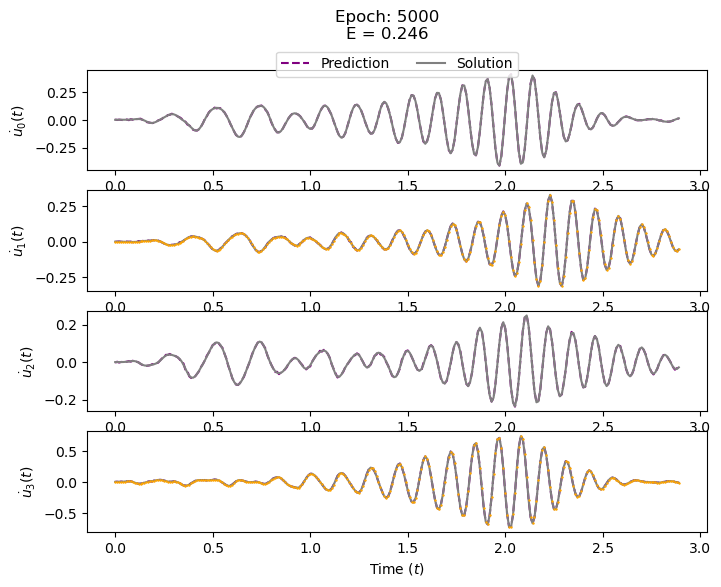 Epoch: 5000
E = 0.246
Prediction Solution
0.25
0.00
−0.25
u̇₀(t)
0.0 0.5 1.0 1.5 2.0 2.5 3.0
0.25
0.00
−0.25
u̇₁(t)
0.0 0.5 1.0 1.5 2.0 2.5 3.0
0.2
0.0
−0.2
u̇₂(t)
0.0 0.5 1.0 1.5 2.0 2.5 3.0
0.5
0.0
−0.5
u̇₃(t)
0.0 0.5 1.0 1.5 2.0 2.5 3.0
Time (t)